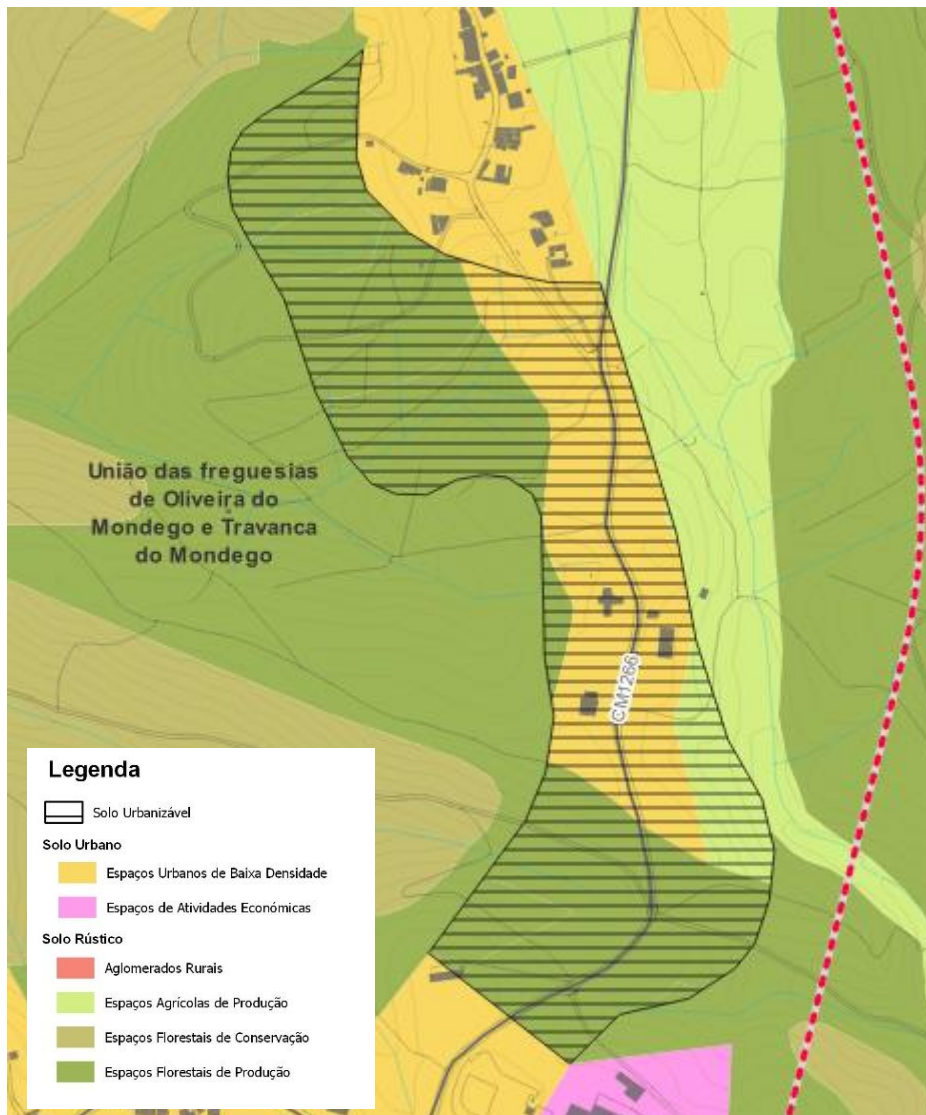 União das freguesias
de Oliveira do
Mondego e Travanca
do Mondego
CM1266
Legenda
Solo Urbanizável
Solo Urbano
Espaços Urbanos de Baixa Densidade
Espaços de Atividades Económicas
Solo Rústico
Aglomerados Rurais
Espaços Agrícolas de Produção
Espaços Florestais de Conservação
Espaços Florestais de Produção